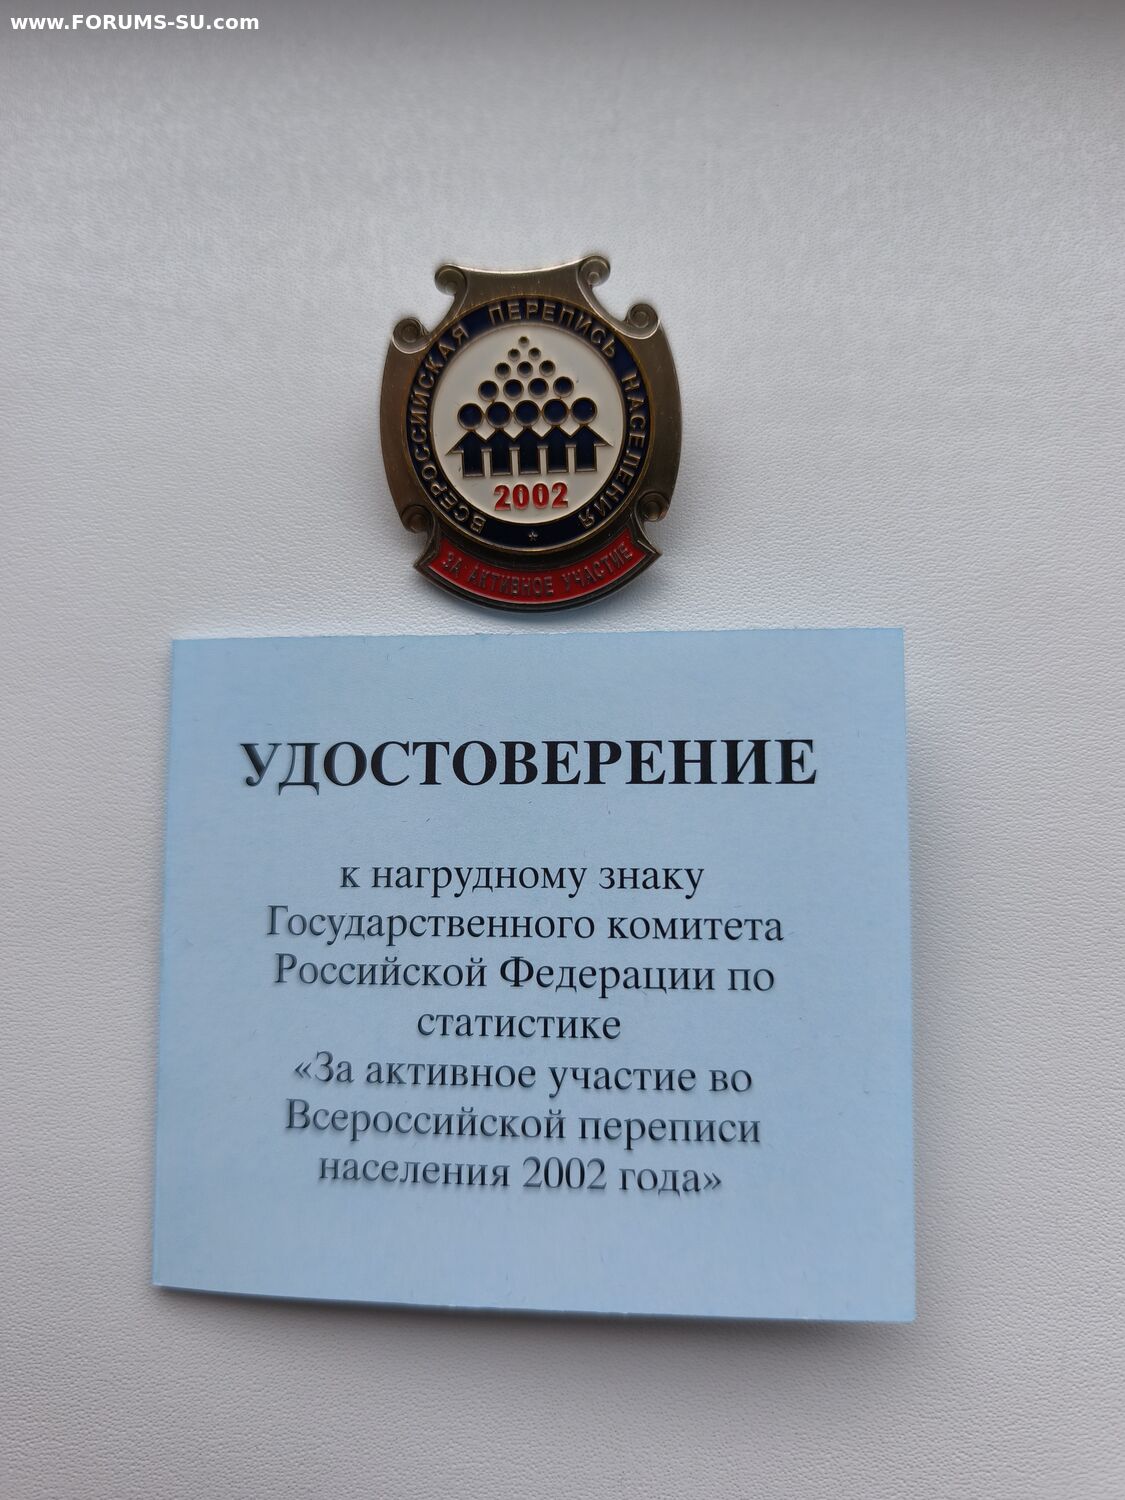 www.FORUMS-SU.com
ВСЕРОССИЙСКАЯ ПЕРЕПИСЬ НАСЕЛЕНИЯ
2002
ЗА АКТИВНОЕ УЧАСТИЕ
УДОСТОВЕРЕНИЕ
к нагрудному знаку
Государственного комитета
Российской Федерации по
статистике
«За активное участие во
Всероссийской переписи
населения 2002 года»